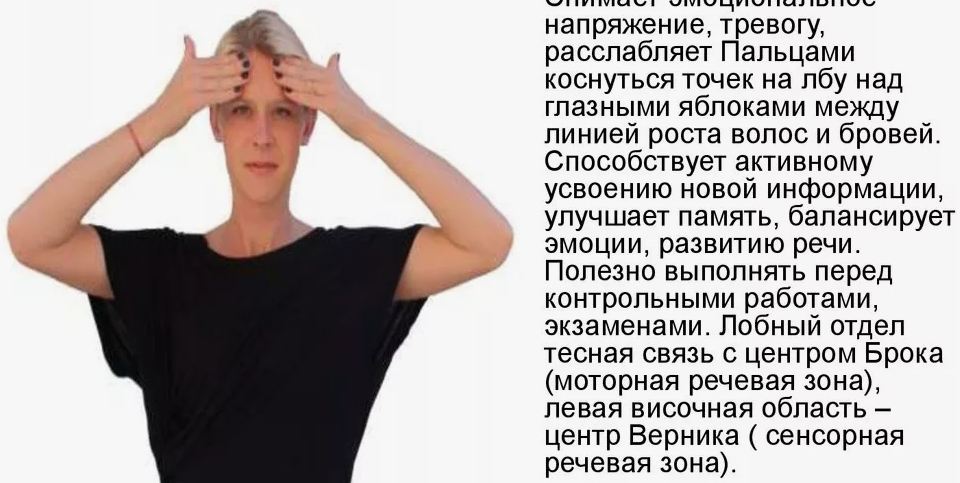 Снимает эмоциональное
напряжение, тревогу,
расслабляет Пальцами
коснуться точек на лбу над
глазными яблоками между
линией роста волос и бровей.
Способствует активному
усвоению новой информации,
улучшает память, балансирует
эмоции, развитию речи.
Полезно выполнять перед
контрольными работами,
экзаменами. Лобный отдел
тесная связь с центром Брока
(моторная речевая зона),
левая височная область –
центр Верника ( сенсорная
речевая зона).